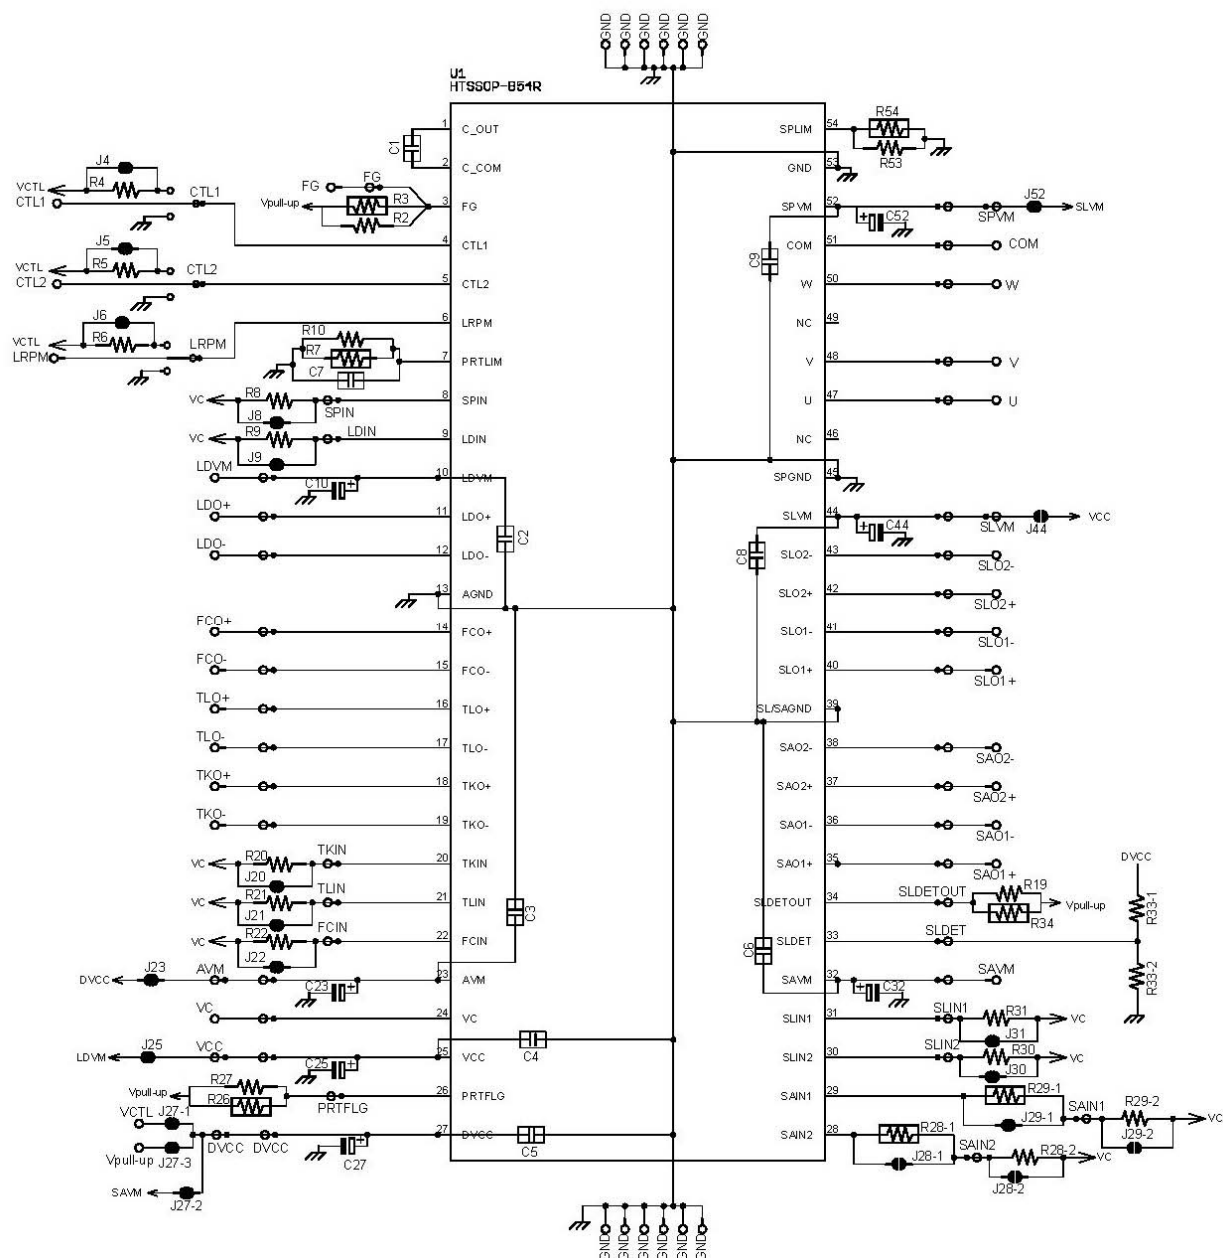 GND GND GND GND GND GND
U1
HTSSOP-B54R
1 C_OUT
C1
2 C_COM
SPLIM 54
R54
R53
GND 53
J4
VCTL R4
CTL1 CTL1
FG FG
Vpull-up R3
R2
3 FG
SPVM 52
C52
SPVM
J52
SLVM
4 CTL1
COM 51
COM
C9
J5
VCTL R5
CTL2 CTL2
5 CTL2
W 50
W
J6
VCTL R6
LRPM LRPM
6 LRPM
NC 49
R10
R7
C7
7 PRTLIM
V 48
V
VC R8
J8
SPIN
8 SPIN
U 47
U
VC R9
J9
LDIN
9 LDIN
NC 46
LDVM
C10
10 LDVM
SPGND 45
LDO+
11 LDO+
C2
SLVM 44
C44
SLVM
J44
VCC
LDO-
12 LDO-
C8
SLO2- 43
SLO2-
13 AGND
SLO2+ 42
SLO2+
FCO+
14 FCO+
SLO1- 41
SLO1-
FCO-
15 FCO-
SLO1+ 40
SLO1+
TLO+
16 TLO+
SL/SAGND 39
TLO-
17 TLO-
SAO2- 38
SAO2-
TKO+
18 TKO+
SAO2+ 37
SAO2+
TKO-
19 TKO-
SAO1- 36
SAO1-
VC R20
J20
TKIN
20 TKIN
SAO1+ 35
SAO1+
DVCC
VC R21
J21
TLIN
21 TLIN
C3
SLDETOUT 34
SLDETOUT
R19
R34
Vpull-up
R33-1
VC R22
J22
FCIN
22 FCIN
C6
SLDET 33
SLDET
R33-2
DVCC J23
AVM
C23
23 AVM
SAVM 32
C32
SAVM
VC
24 VC
SLIN1 31
SLIN1
R31
J31
VC
LDVM J25
VCC
C25
25 VCC
C4
SLIN2 30
SLIN2
R30
J30
VC
Vpull-up
R27
R26
PRTFLG
26 PRTFLG
SAIN1 29
R29-1
J29-1
SAIN1
R29-2
J29-2
VC
VCTL J27-1
Vpull-up J27-3
DVCC DVCC
C27
27 DVCC
C5
SAIN2 28
R28-1
J28-1
SAIN2
R28-2
J28-2
VC
SAVM J27-2
GND GND GND GND GND GND